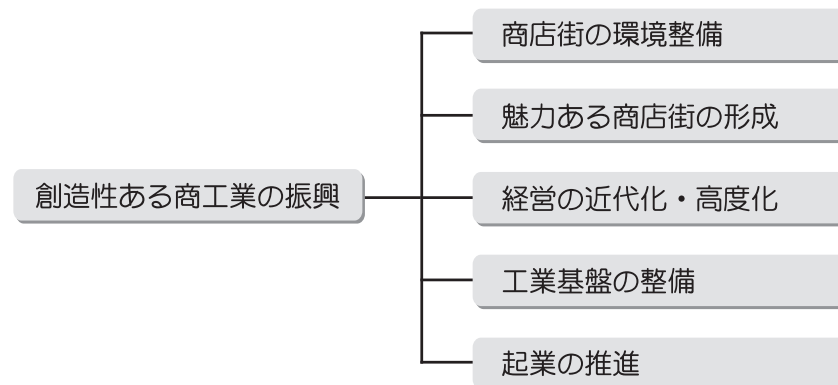 創造性ある商工業の振興
商店街の環境整備
魅力ある商店街の形成
経営の近代化・高度化
工業基盤の整備
起業の推進